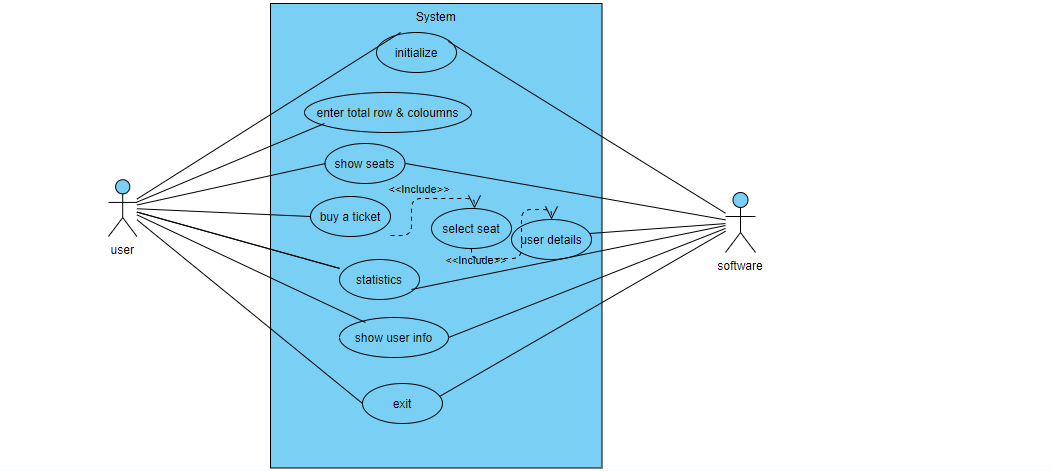 System
initialize
enter total row & coloumns
show seats
<<Include>>
buy a ticket
select seat
user details
user
<<Include>>
software
statistics
show user info
exit